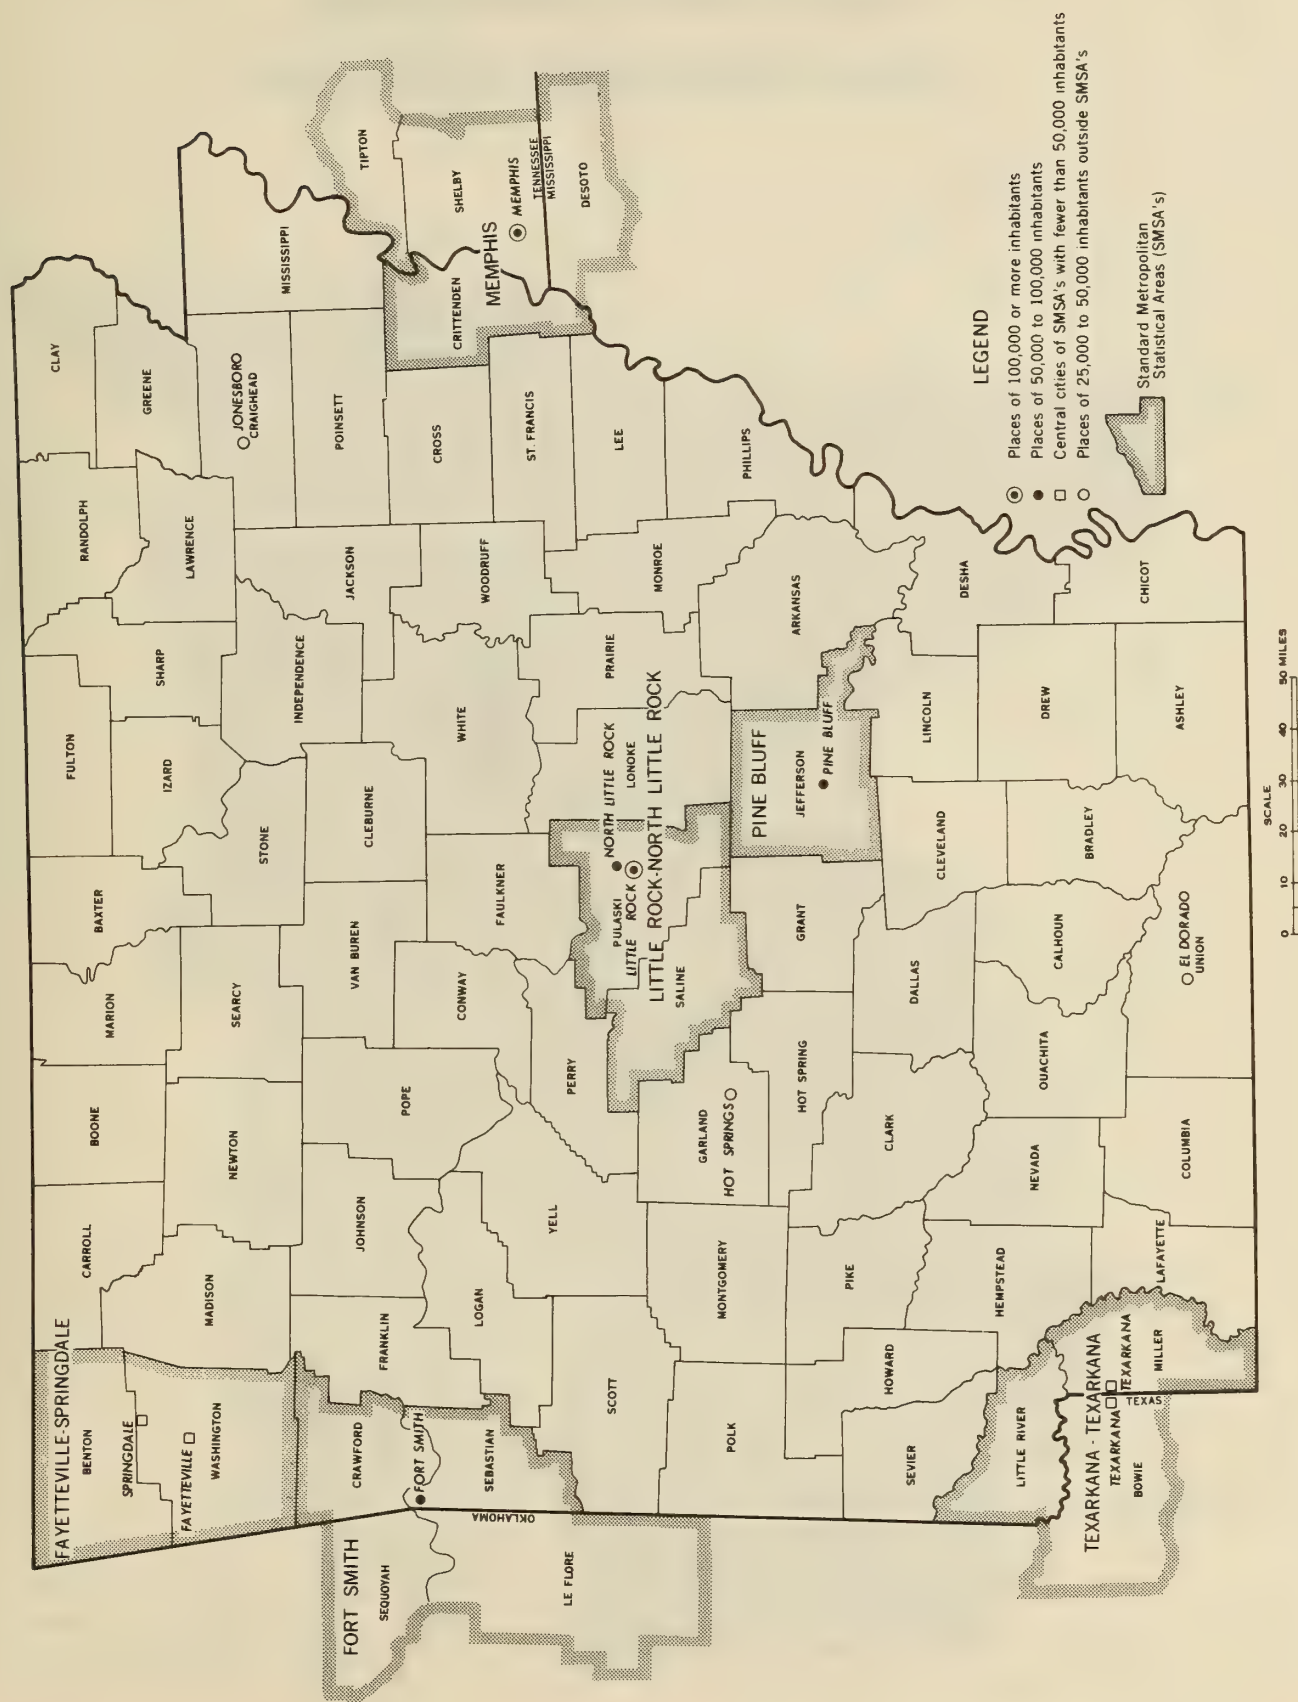 FAYETTEVILLE-SPRINGDALE
BENTON
CARROLL
BOONE
MARION
BAXTER
FULTON
RANDOLPH
CLAY
SPRINGDALE
FAYETTEVILLE
WASHINGTON
MADISON
NEWTON
SEARCY
STONE
IZARD
SHARP
LAWRENCE
GREENE
INDEPENDENCE
JONESBORO
CRAIGHEAD
MISSISSIPPI
FORT SMITH
SEQUOYAH
CRAWFORD
FRANKLIN
JOHNSON
POPE
VAN BUREN
CLEBURNE
JACKSON
POINSETT
TIPTON
FORT SMITH
SEBASTIAN
OKLAHOMA
LE FLORE
LOGAN
YELL
CONWAY
FAULKNER
WHITE
WOODRUFF
CROSS
ST. FRANCIS
CRITTENDEN
MEMPHIS
SHELBY
MEMPHIS
TENNESSEE
MISSISSIPPI
DESOTO
SCOTT
PERRY
PULASKI
NORTH LITTLE ROCK
LITTLE ROCK
LONOKE
LITTLE ROCK-NORTH LITTLE ROCK
SALINE
PRAIRIE
MONROE
LEE
PHILLIPS
POLK
MONTGOMERY
GARLAND
HOT SPRINGS
HOT SPRING
GRANT
PINE BLUFF
JEFFERSON
PINE BLUFF
ARKANSAS
SEVIER
HOWARD
PIKE
CLARK
DALLAS
CLEVELAND
LINCOLN
DESHA
LITTLE RIVER
HEMPSTEAD
NEVADA
OUACHITA
CALHOUN
BRADLEY
DREW
CHICOT
TEXARKANA - TEXARKANA
TEXARKANA
TEXARKANA
BOWIE
TEXAS
MILLER
LAFAYETTE
COLUMBIA
EL DORADO
UNION
ASHLEY
LEGEND
Places of 100,000 or more inhabitants
Places of 50,000 to 100,000 inhabitants
Central cities of SMSA's with fewer than 50,000 inhabitants
Places of 25,000 to 50,000 inhabitants outside SMSA's
Standard Metropolitan
Statistical Areas (SMSA's)
SCALE
0 10 20 30 40 50 MILES